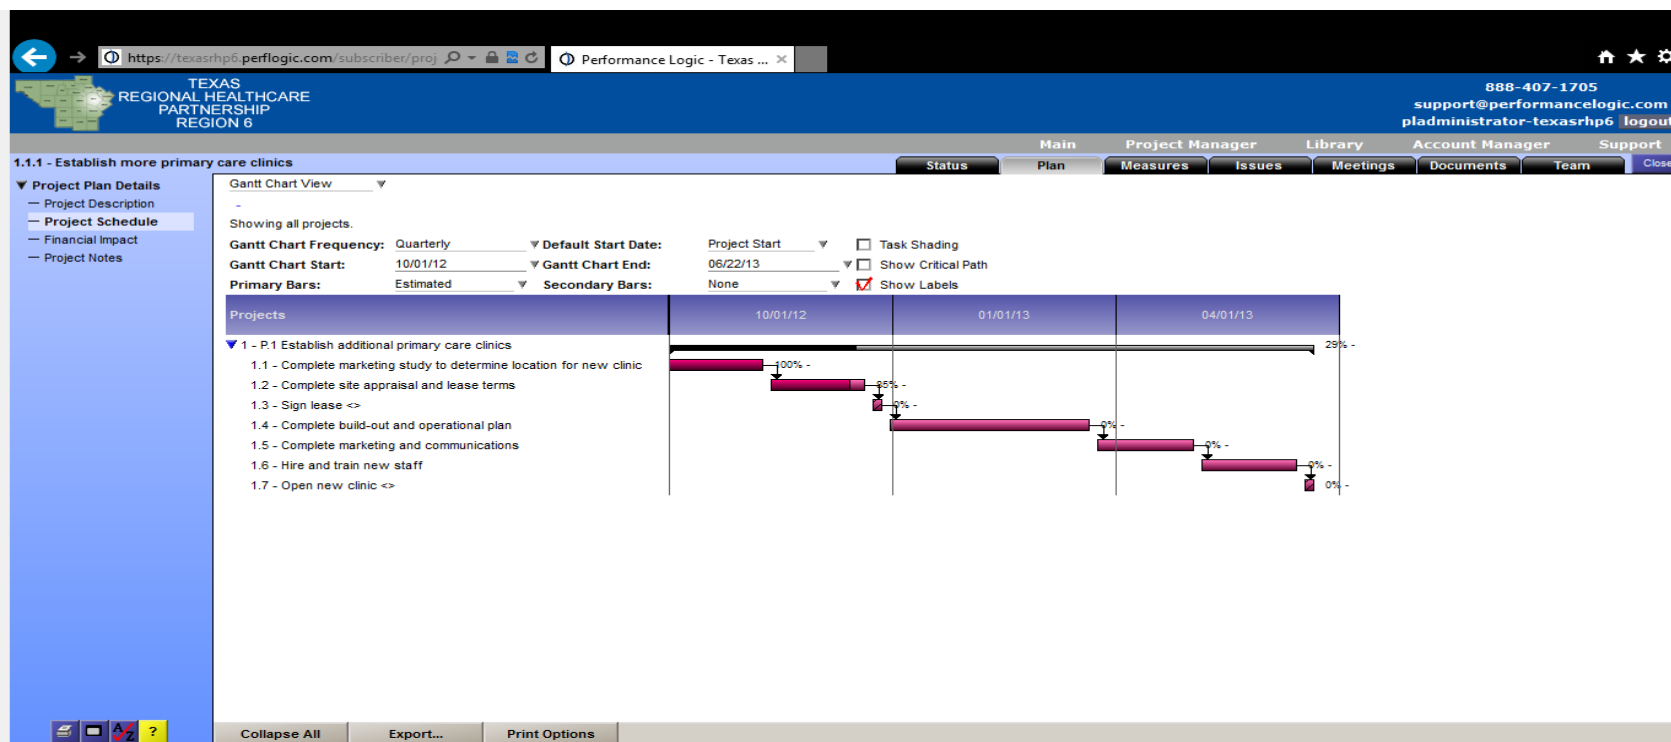 https://texasrhp6.perflogic.com/subscriber/proj
Performance Logic - Texas ...
TEXAS
REGIONAL HEALTHCARE
PARTNERSHIP
REGION 6
888-407-1705
support@performancelogic.com
pladministrator-texasrhp6 logout
Main Project Manager Library Account Manager Support
1.1.1 - Establish more primary care clinics
Status Plan Measures Issues Meetings Documents Team Close
Project Plan Details
Project Description
Project Schedule
Financial Impact
Project Notes
Gantt Chart View
-
Showing all projects.
Gantt Chart Frequency: Quarterly Default Start Date: Project Start Task Shading
Gantt Chart Start: 10/01/12 Gantt Chart End: 06/22/13 Show Critical Path
Primary Bars: Estimated Secondary Bars: None Show Labels
Projects 10/01/12 01/01/13 04/01/13
1 - P.1 Establish additional primary care clinics 29% -
1.1 - Complete marketing study to determine location for new clinic 100% -
1.2 - Complete site appraisal and lease terms 85% -
1.3 - Sign lease <> 0% -
1.4 - Complete build-out and operational plan 0% -
1.5 - Complete marketing and communications 0% -
1.6 - Hire and train new staff 0% -
1.7 - Open new clinic <> 0% -
A
Z
?
Collapse All Export... Print Options